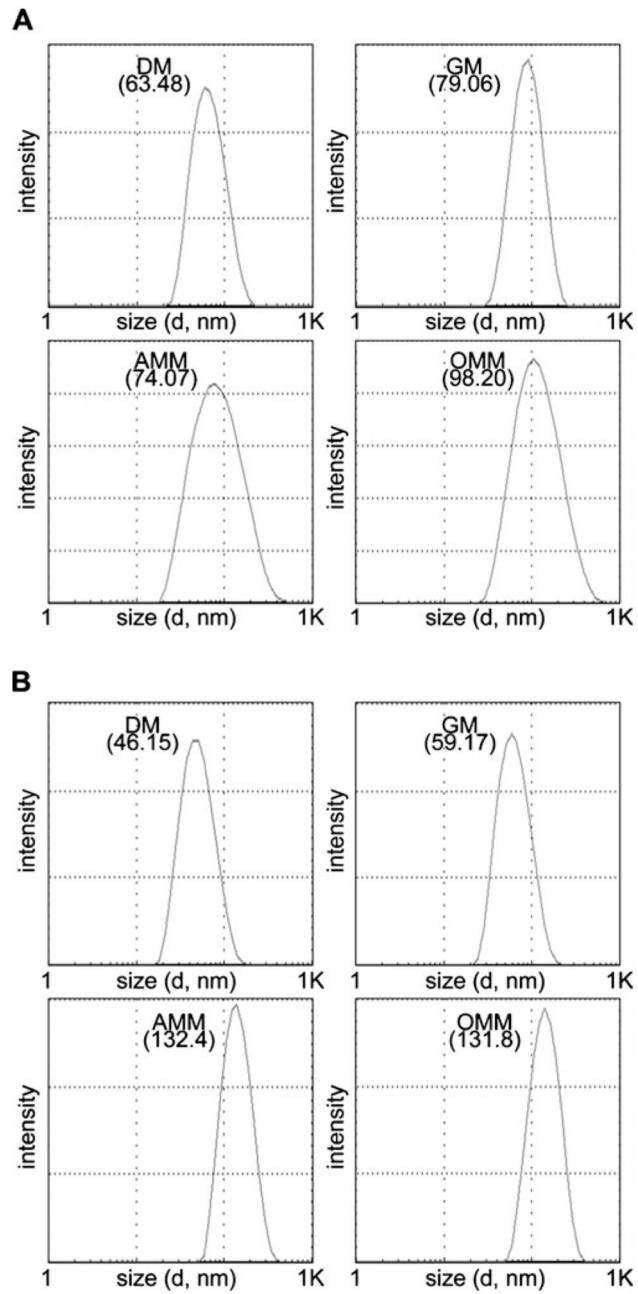 A
DM
(63.48)
intensity
1
size (d, nm)
1K
GM
(79.06)
intensity
1
size (d, nm)
1K
AMM
(74.07)
intensity
1
size (d, nm)
1K
OMM
(98.20)
intensity
1
size (d, nm)
1K
B
DM
(46.15)
intensity
1
size (d, nm)
1K
GM
(59.17)
intensity
1
size (d, nm)
1K
AMM
(132.4)
intensity
1
size (d, nm)
1K
OMM
(131.8)
intensity
1
size (d, nm)
1K